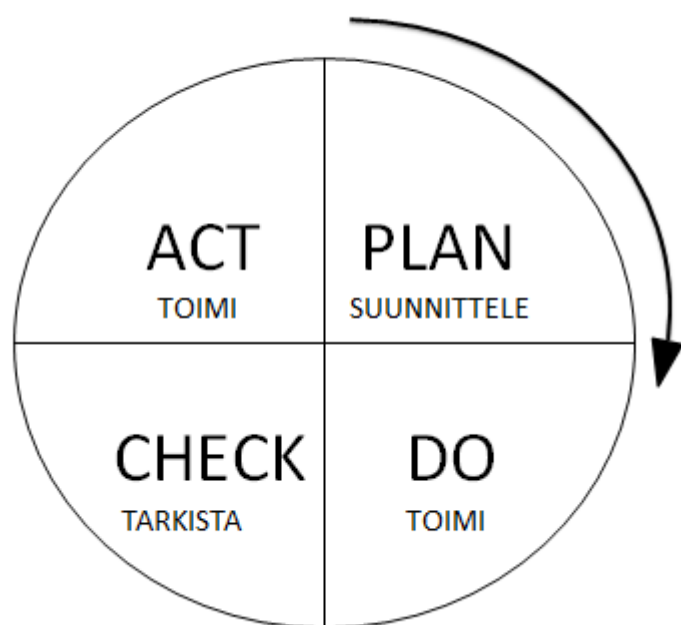 ACT
TOIMI
PLAN
SUUNNITTELE
CHECK
TARKISTA
DO
TOIMI